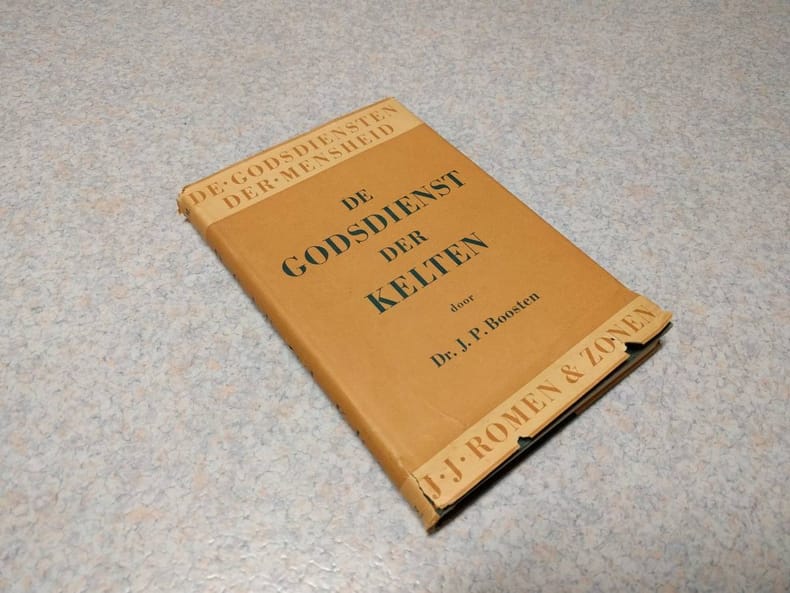 DE·GODSDIENSTEN
DER·MENSHEID
DE
GODSDIENST
DER
KELTEN
door
Dr. J. P. Boosten
J·J·ROMEN & ZONEN